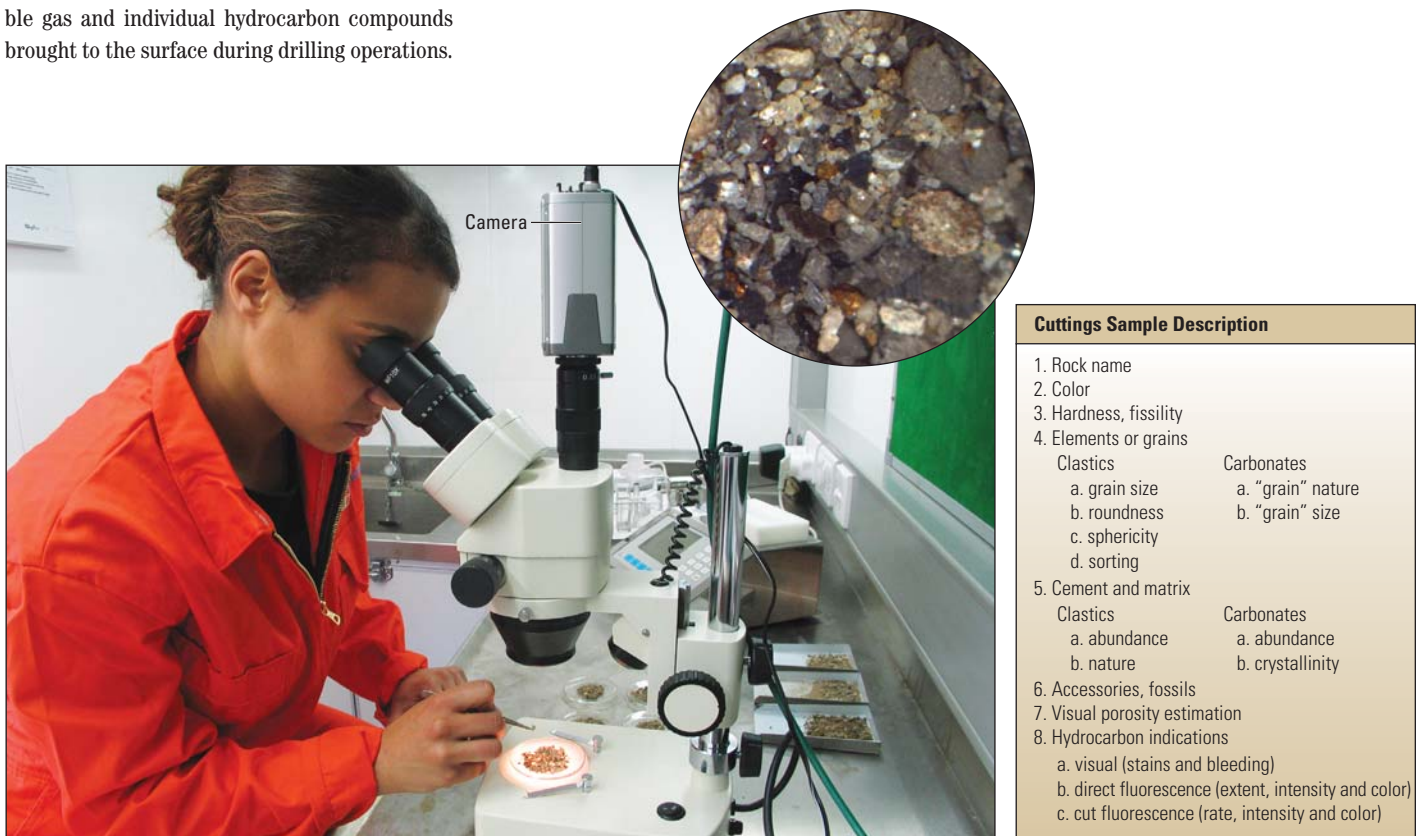 ble gas and individual hydrocarbon compounds
brought to the surface during drilling operations.
Camera
Cuttings Sample Description
1. Rock name
2. Color
3. Hardness, fissility
4. Elements or grains
Clastics Carbonates
a. grain size a. “grain” nature
b. roundness b. “grain” size
c. sphericity
d. sorting
5. Cement and matrix
Clastics Carbonates
a. abundance a. abundance
b. nature b. crystallinity
6. Accessories, fossils
7. Visual porosity estimation
8. Hydrocarbon indications
a. visual (stains and bleeding)
b. direct fluorescence (extent, intensity and color)
c. cut fluorescence (rate, intensity and color)